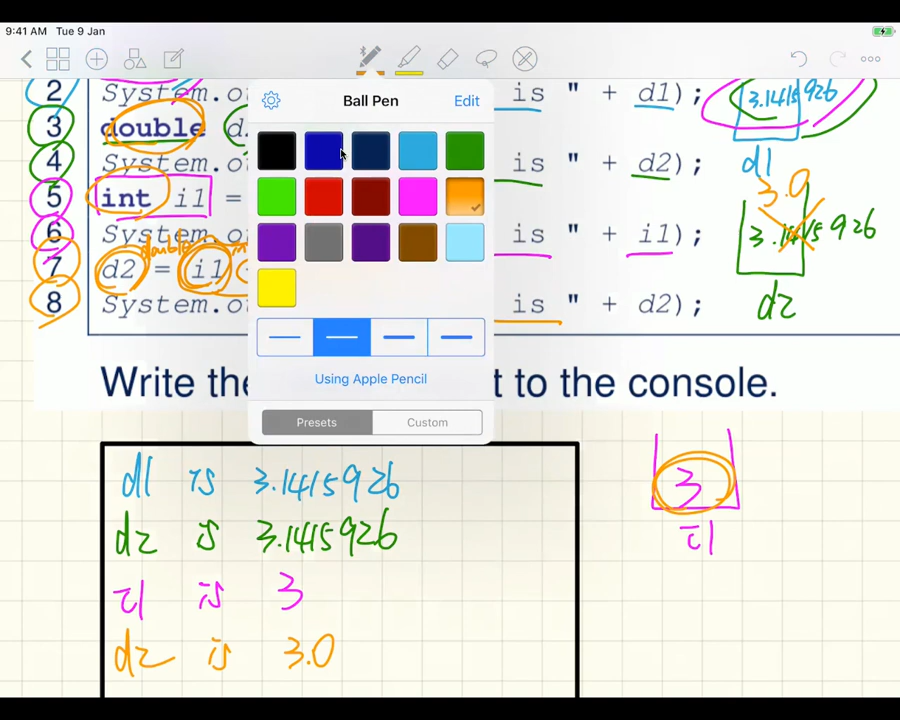 9:41 AM Tue 9 Jan
Ball Pen
Edit
2 System.o is " + d1); 3.1415926
3 double d
4 System.o is " + d2); d1
5 int i1 = 3.0
6 System.o is " + i1); 3.1415926
double
7 d2 = i1
8 System.o is " + d2); d2
Using Apple Pencil
Write the t to the console.
Presets
Custom
d1 is 3.1415926 3
d2 is 3.1415926 i1
i1 is 3
d2 is 3.0